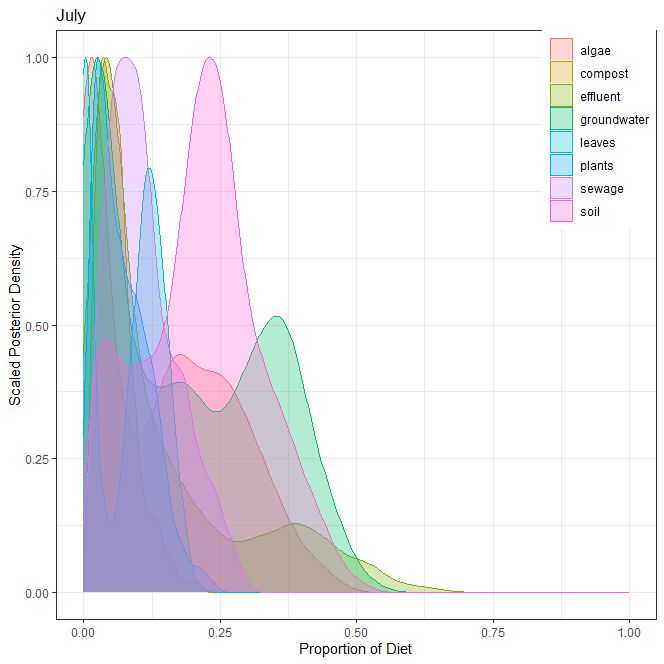 July
algae
compost
effluent
groundwater
leaves
plants
sewage
soil
1.00
0.75
0.50
0.25
0.00
Scaled Posterior Density
0.00 0.25 0.50 0.75 1.00
Proportion of Diet